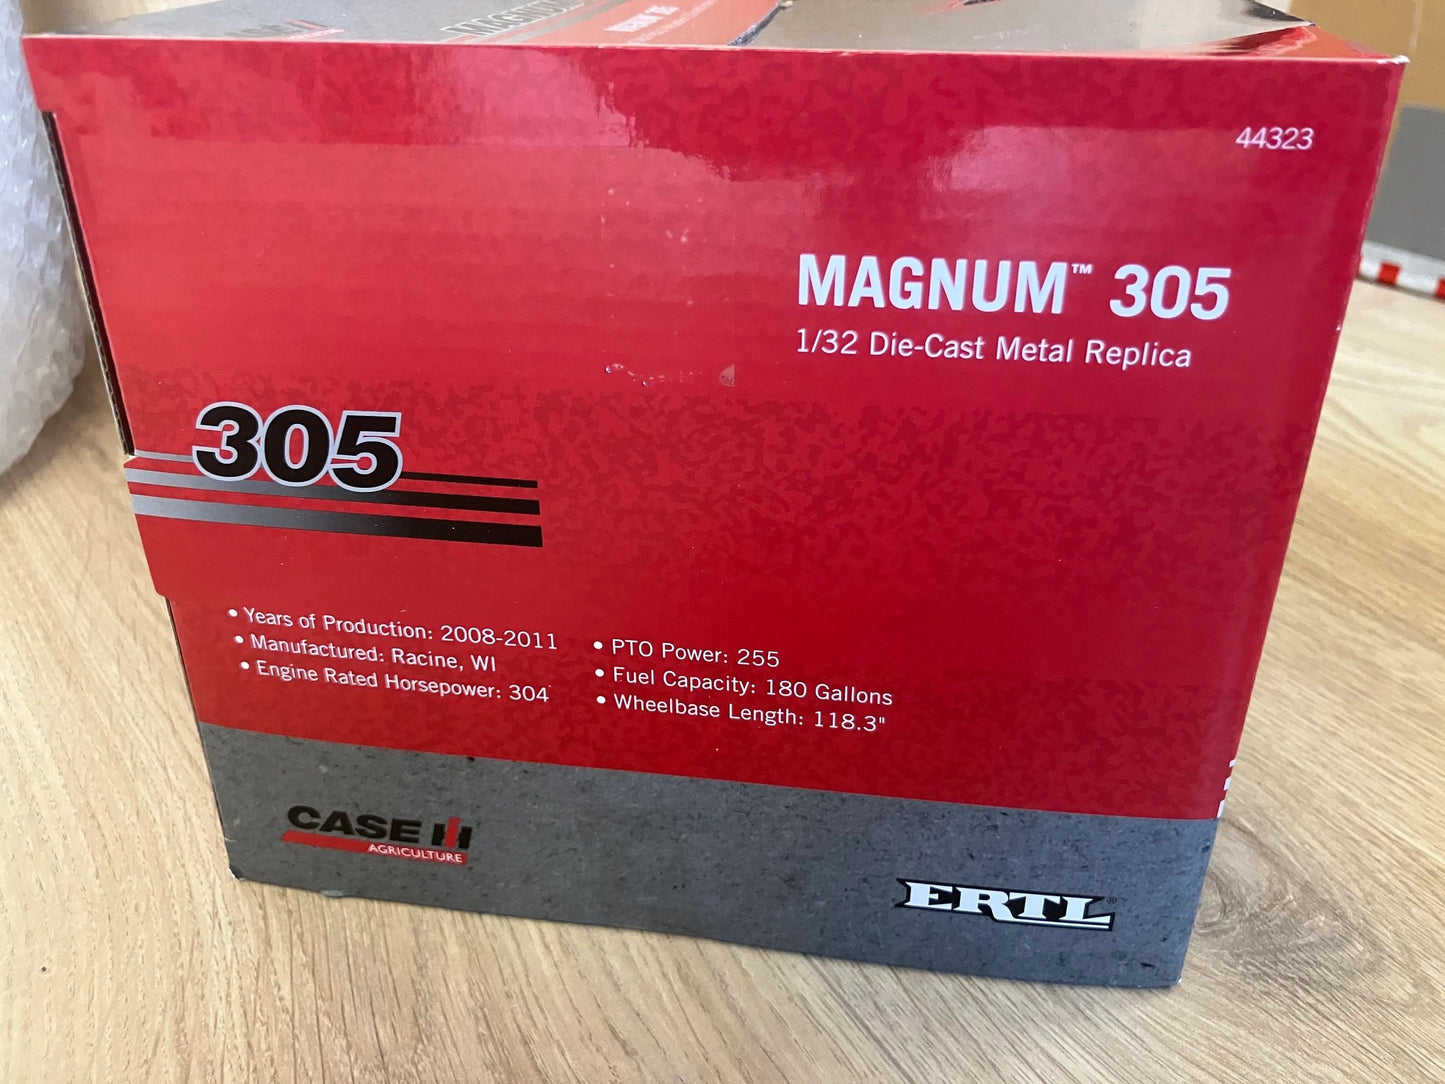 44323
MAGNUM™ 305
1/32 Die-Cast Metal Replica
305
• Years of Production: 2008-2011
• Manufactured: Racine, WI
• Engine Rated Horsepower: 304
• PTO Power: 255
• Fuel Capacity: 180 Gallons
• Wheelbase Length: 118.3"
CASE IH
AGRICULTURE
ERTL®